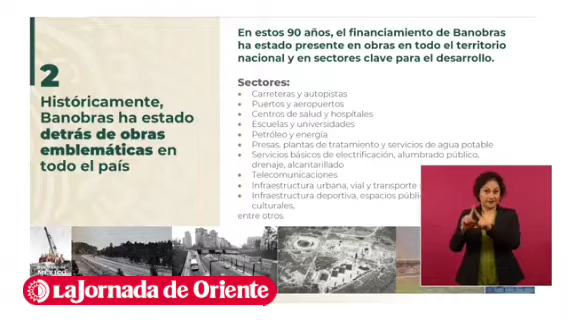 2
Históricamente,
Banobras ha estado
detrás de obras
emblemáticas en
todo el país
En estos 90 años, el financiamiento de Banobras
ha estado presente en obras en todo el territorio
nacional y en sectores clave para el desarrollo.
Sectores:
• Carreteras y autopistas
• Puertos y aeropuertos
• Centros de salud y hospitales
• Escuelas y universidades
• Petróleo y energía
• Presas, plantas de tratamiento y servicios de agua potable
• Servicios básicos de electrificación, alumbrado público,
drenaje, alcantarillado
• Telecomunicaciones
• Infraestructura urbana, vial y transporte
• Infraestructura deportiva, espacios
culturales,
entre otros.
MÉXICO
La Jornada de Oriente